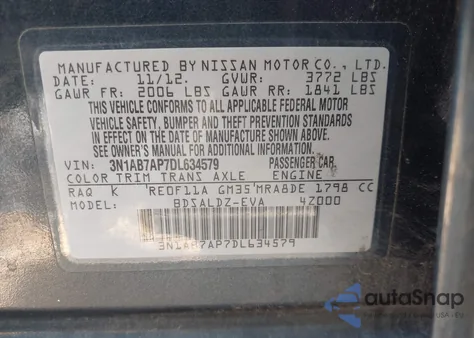 MANUFACTURED BY NISSAN MOTOR CO., LTD.
DATE: 11/12. GVWR: 3772 LBS
GAWR FR: 2006 LBS GAWR RR: 1841 LBS
THIS VEHICLE CONFORMS TO ALL APPLICABLE FEDERAL MOTOR
VEHICLE SAFETY, BUMPER AND THEFT PREVENTION STANDARDS
IN EFFECT ON THE DATE OF MANUFACTURE SHOWN ABOVE.
SEE OWNER'S MANUAL FOR ADDITIONAL INFORMATION.
VIN: 3N1AB7AP7DL634579 PASSENGER CAR
COLOR TRIM TRANS AXLE ENGINE
RAQ K RE0F11A GM35 MRA8DE 1798 CC
MODEL: BDSALDZ-EVA 4Z000
3N1AB7AP7DL634579
autoSnap